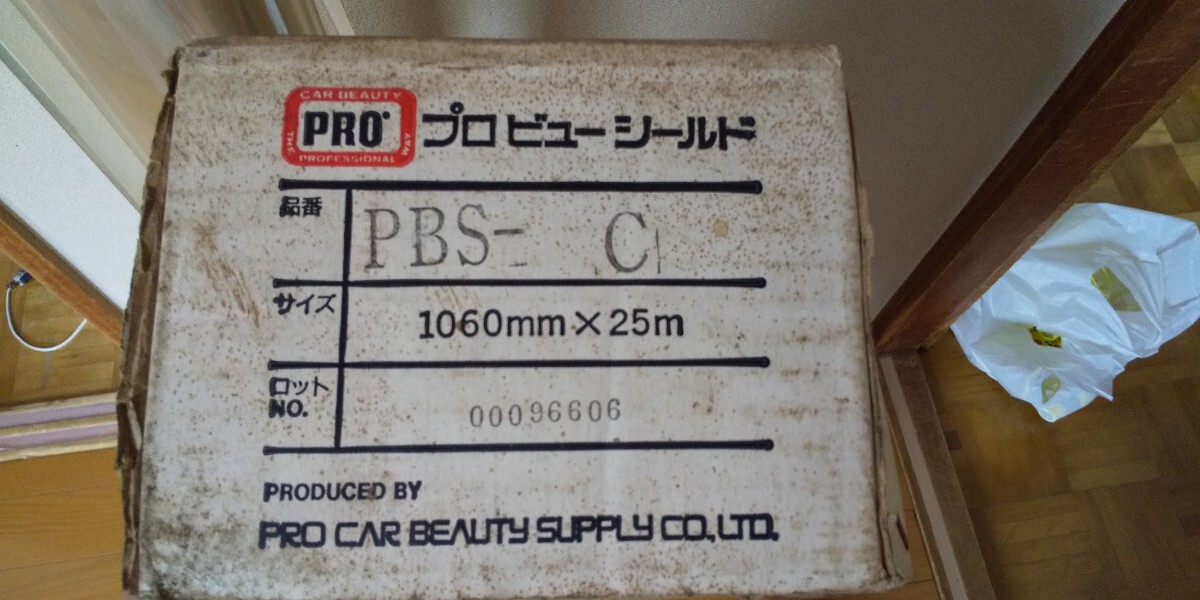 CAR BEAUTY
PRO
THE PROFESSIONAL WAY
プロビューシールド
品番 PBS- C
サイズ 1060mm×25m
ロット
NO. 00096606
PRODUCED BY
PRO CAR BEAUTY SUPPLY CO.,LTD.